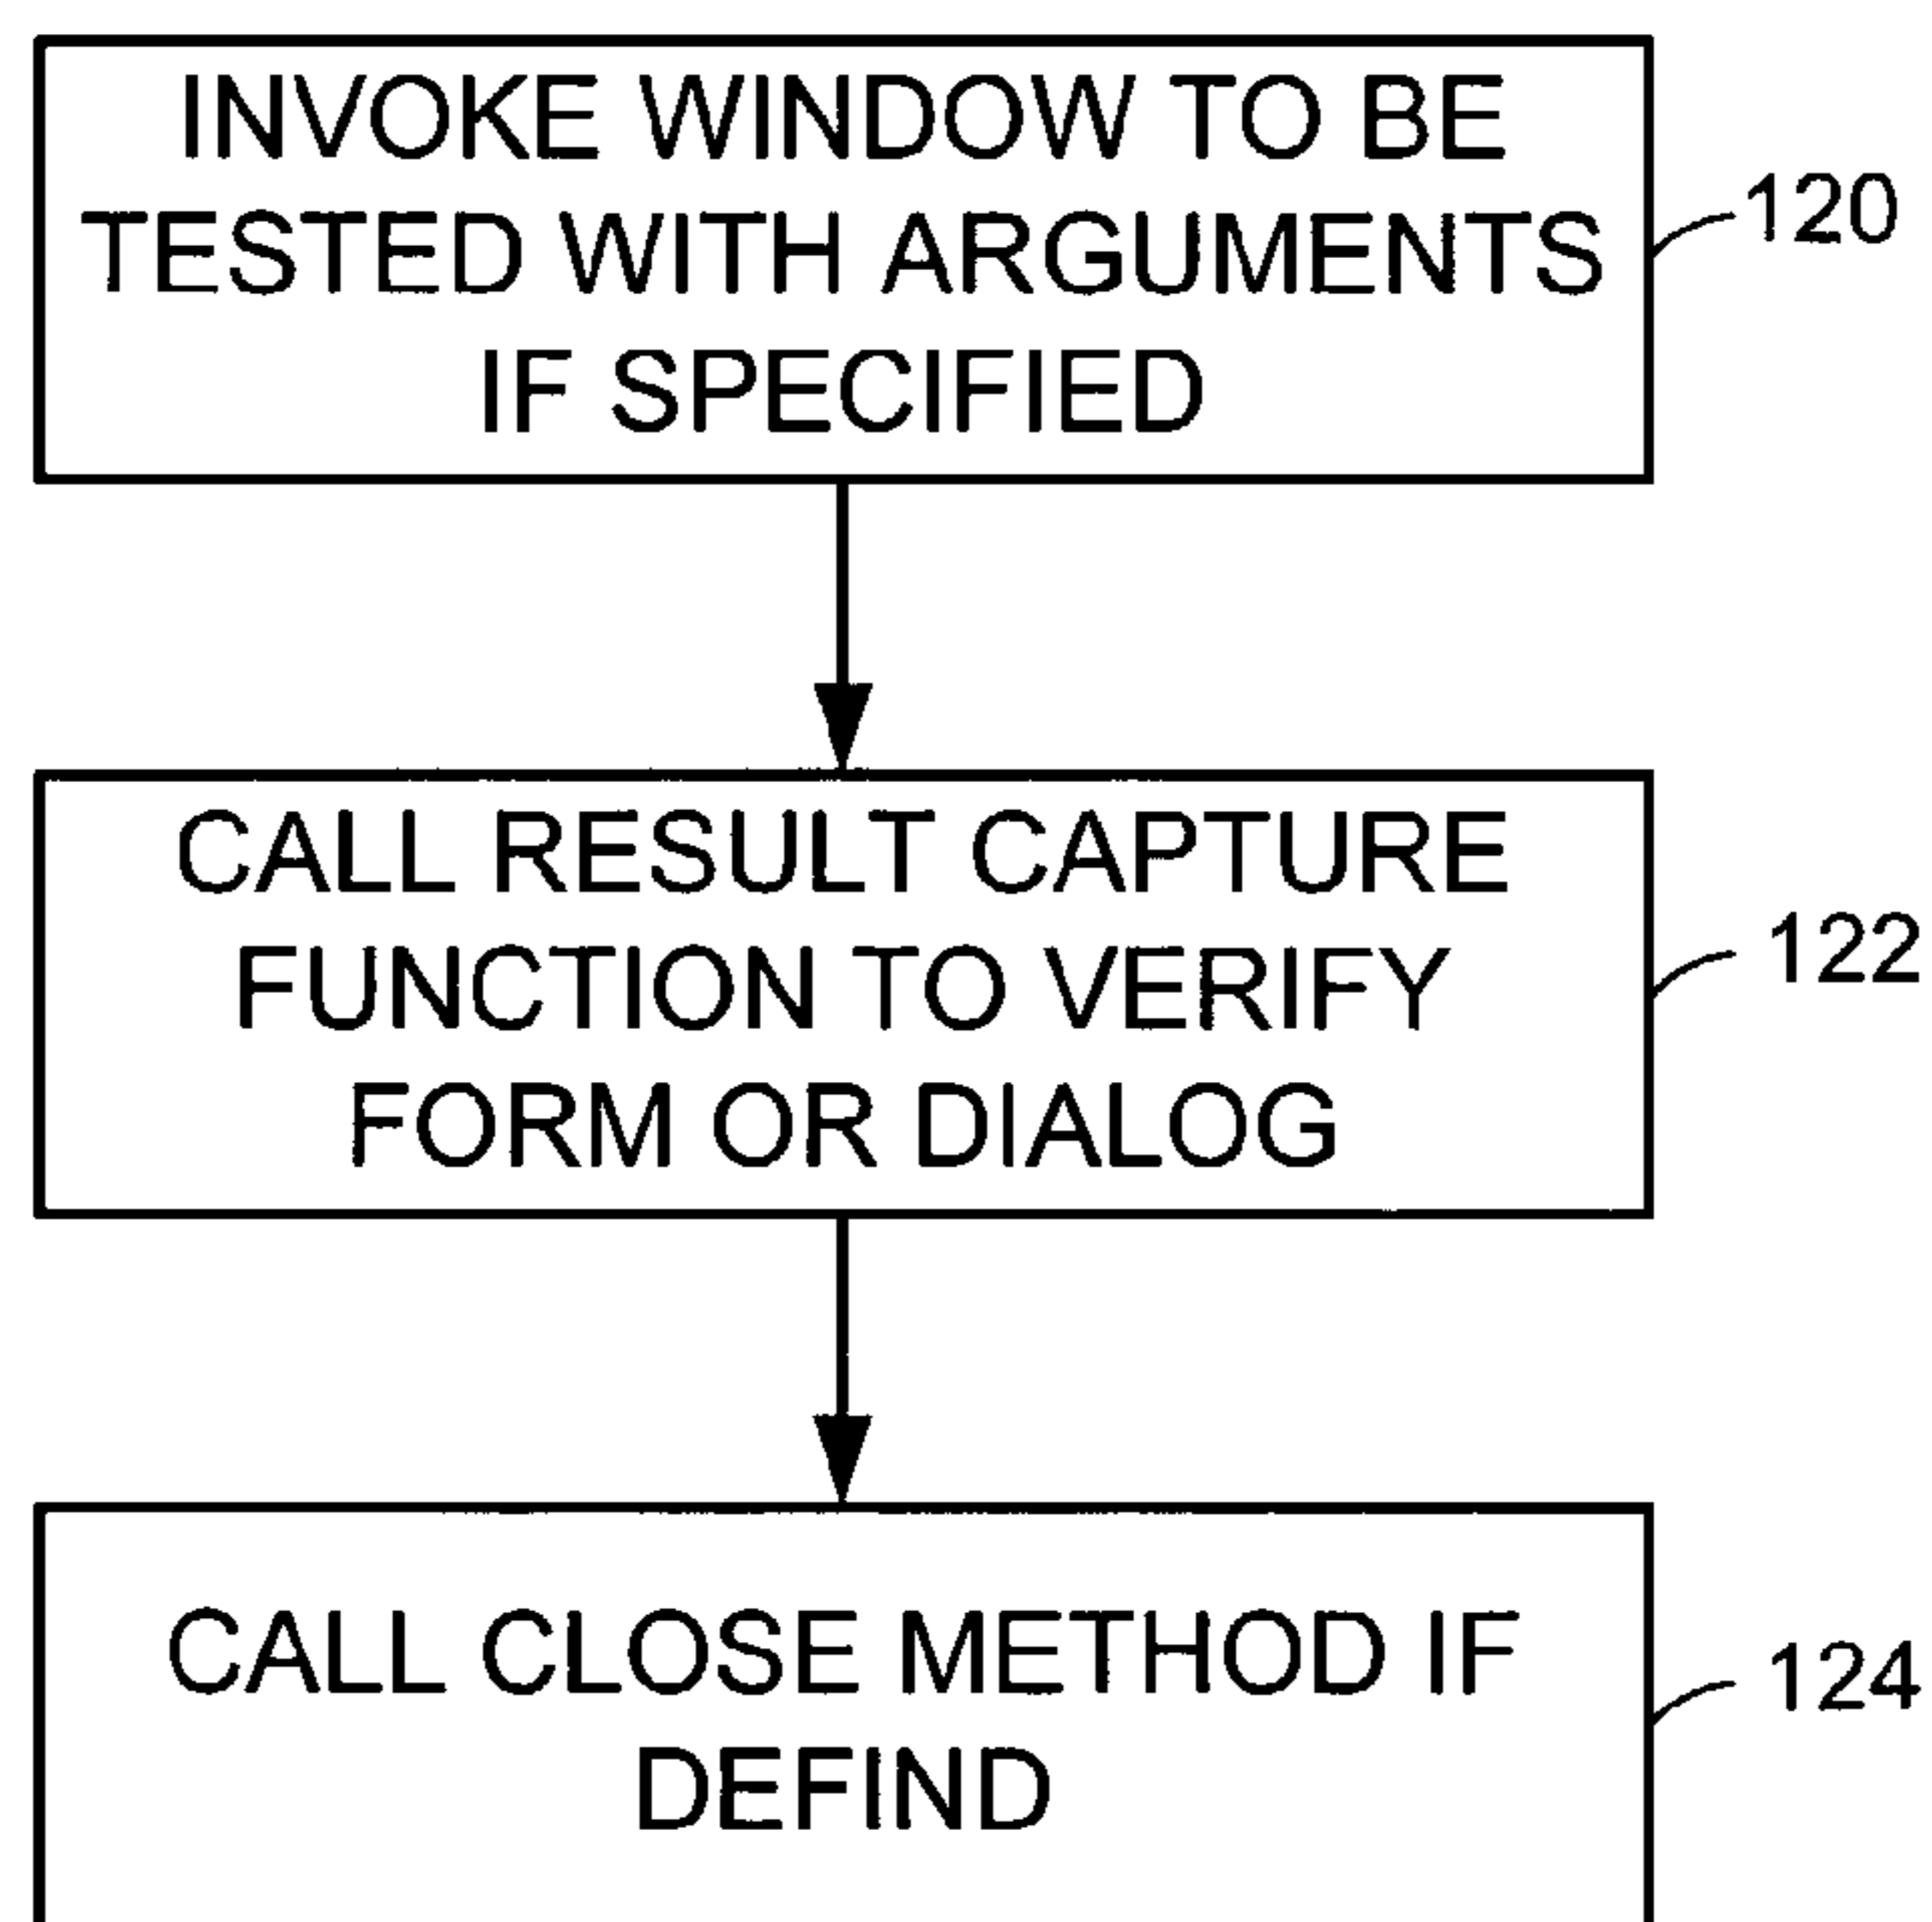 INVOKE WINDOW TO BE
TESTED WITH ARGUMENTS
IF SPECIFIED
120
CALL RESULT CAPTURE
FUNCTION TO VERIFY
FORM OR DIALOG
122
CALL CLOSE METHOD IF
DEFIND
124